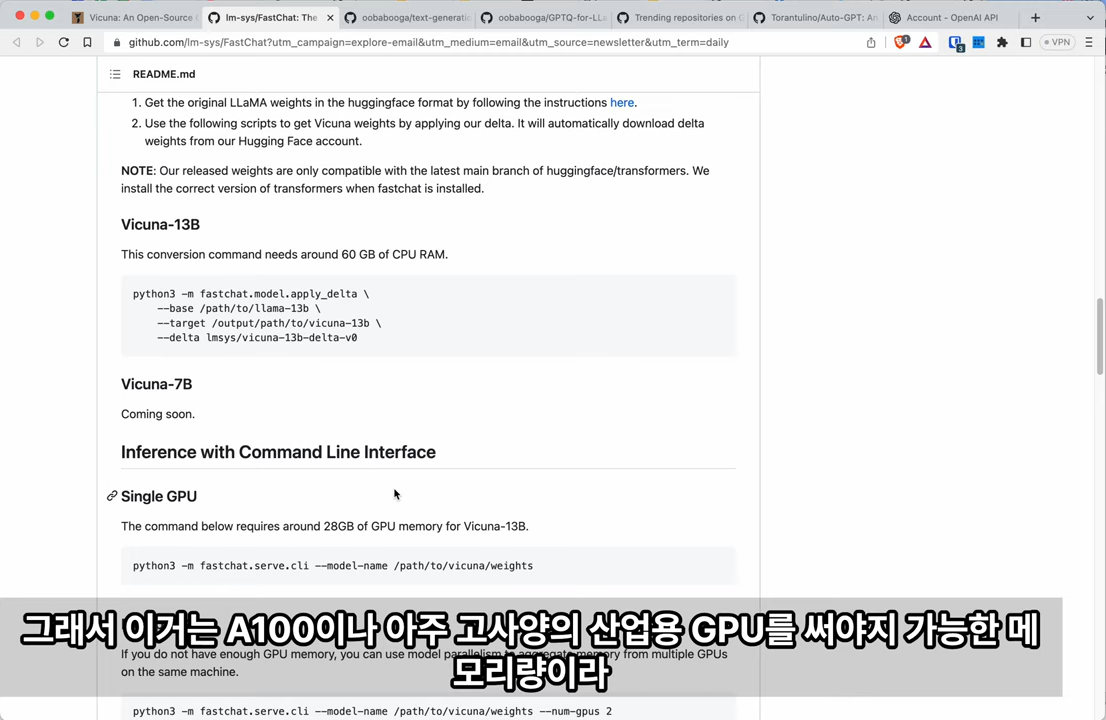 Vicuna: An Open-Source
lm-sys/FastChat: The
oobabooga/text-generati
oobabooga/GPTQ-for-LL
Trending repositories on G
Torantulino/Auto-GPT: An
Account - OpenAI API
github.com/lm-sys/FastChat?utm_campaign=explore-email&utm_medium=email&utm_source=newsletter&utm_term=daily
1
3
VPN
README.md
1. Get the original LLaMA weights in the huggingface format by following the instructions here.
2. Use the following scripts to get Vicuna weights by applying our delta. It will automatically download delta
weights from our Hugging Face account.
NOTE: Our released weights are only compatible with the latest main branch of huggingface/transformers. We
install the correct version of transformers when fastchat is installed.
Vicuna-13B
This conversion command needs around 60 GB of CPU RAM.
python3 -m fastchat.model.apply_delta \
--base /path/to/llama-13b \
--target /output/path/to/vicuna-13b \
--delta lmsys/vicuna-13b-delta-v0
Vicuna-7B
Coming soon.
Inference with Command Line Interface
Single GPU
The command below requires around 28GB of GPU memory for Vicuna-13B.
python3 -m fastchat.serve.cli --model-name /path/to/vicuna/weights
그래서 이거는 A100이나 아주 고사양의 산업용 GPU를 써야지 가능한 메
모리량이라
If you do not have enough GPU memory, you can use model parallelism to aggregate memory from multiple GPUs
on the same machine.
python3 -m fastchat.serve.cli --model-name /path/to/vicuna/weights --num-gpus 2